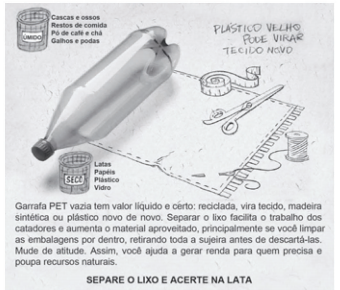 Cascas e ossos
Restos de comida
Pó de café e chá
Galhos e podas
ÚMIDO
PLÁSTICO VELHO
PODE VIRAR
TECIDO NOVO
Latas
Papéis
Plástico
Vidro
SECO
Garrafa PET vazia tem valor líquido e certo: reciclada, vira tecido, madeira
sintética ou plástico novo de novo. Separar o lixo facilita o trabalho dos
catadores e aumenta o material aproveitado, principalmente se você limpar
as embalagens por dentro, retirando toda a sujeira antes de descartá-las.
Mude de atitude. Assim, você ajuda a gerar renda para quem precisa e
poupa recursos naturais.
SEPARE O LIXO E ACERTE NA LATA